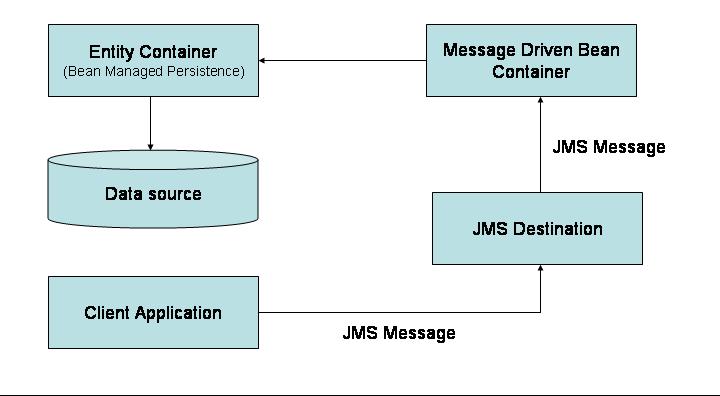 Entity Container
(Bean Managed Persistence)
Message Driven Bean
Container
JMS Message
Data source
JMS Destination
Client Application
JMS Message